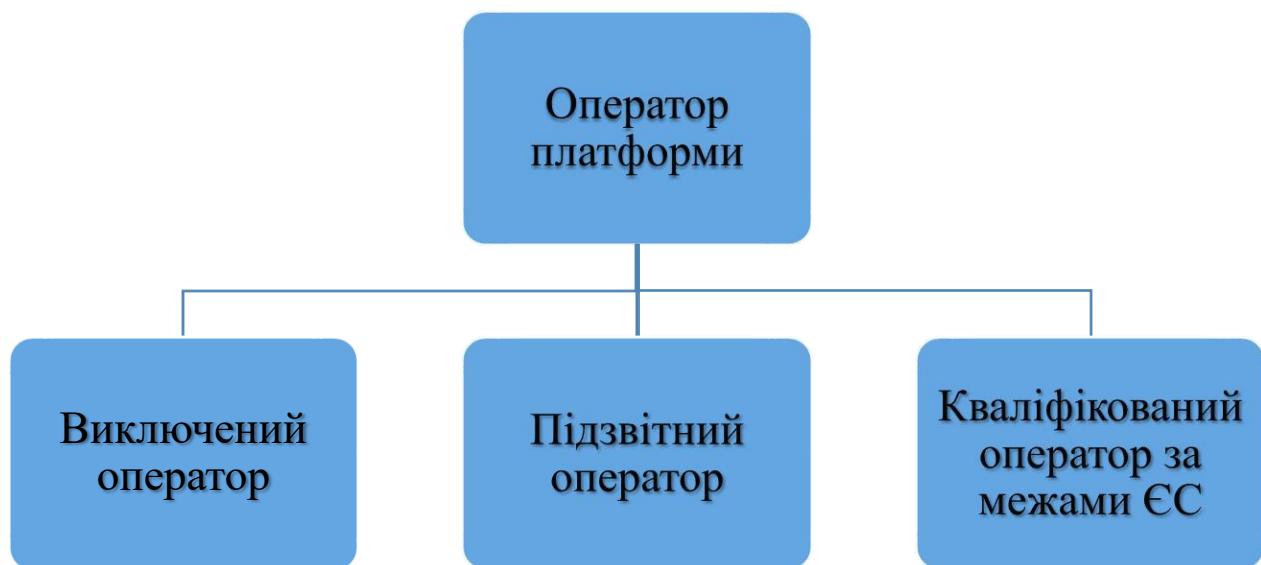 Оператор
платформи
Виключений
оператор
Підзвітний
оператор
Кваліфікований
оператор за
межами ЄС